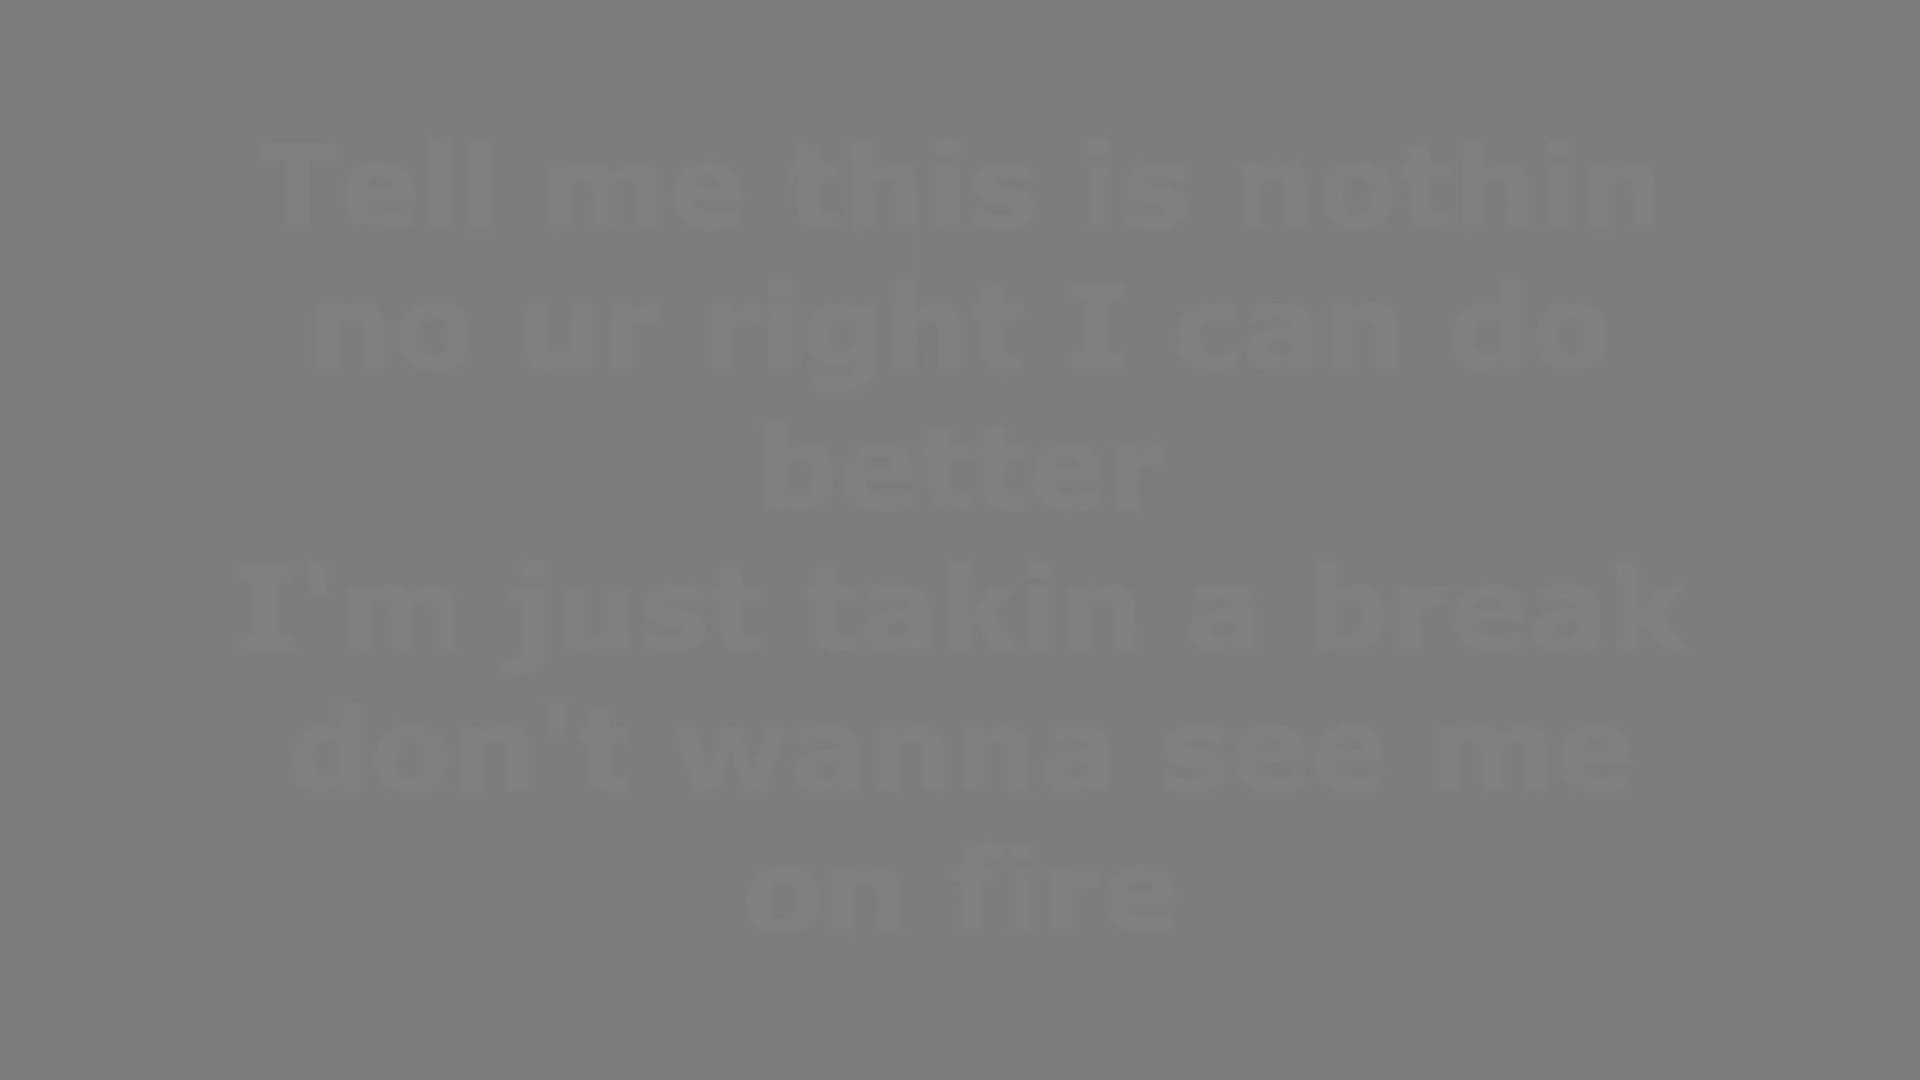 Tell me this is nothin
no ur right I can do
better
I'm just takin a break
don't wanna see me
on fire